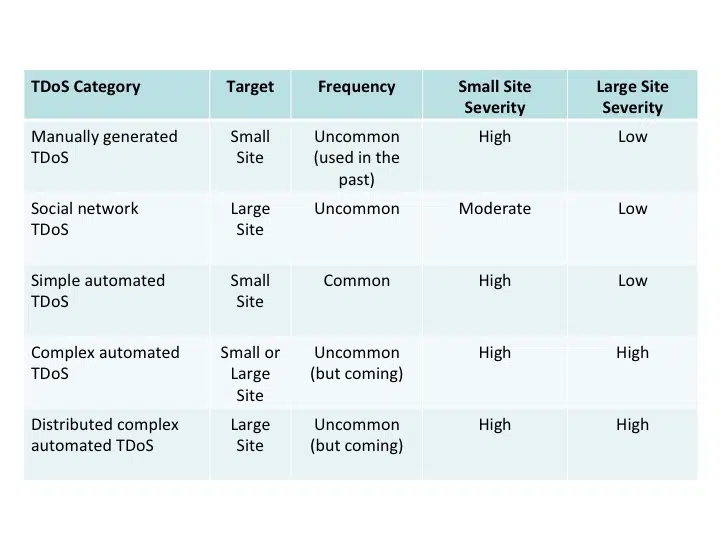 TDoS Category Target Frequency Small Site Severity Large Site Severity
Manually generated TDoS Small Site Uncommon (used in the past) High Low
Social network TDoS Large Site Uncommon Moderate Low
Simple automated TDoS Small Site Common High Low
Complex automated TDoS Small or Large Site Uncommon (but coming) High High
Distributed complex automated TDoS Large Site Uncommon (but coming) High High